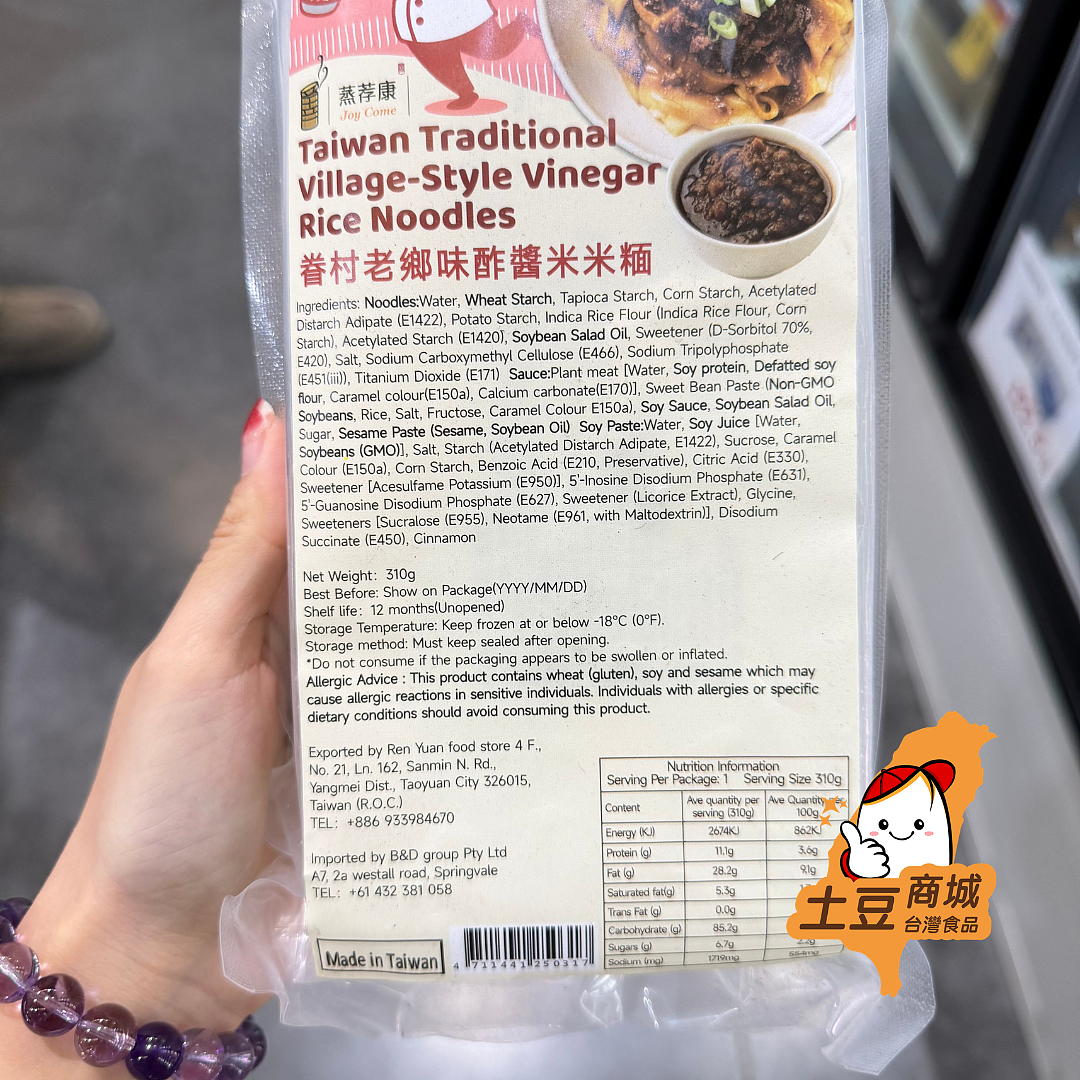 蒸荐康
Joy Come
Taiwan Traditional
Village-Style Vinegar
Rice Noodles
眷村老鄉味酢醬米米糆
Ingredients: Noodles:Water, Wheat Starch, Tapioca Starch, Corn Starch, Acetylated
Distarch Adipate (E1422), Potato Starch, Indica Rice Flour (Indica Rice Flour, Corn
Starch), Acetylated Starch (E1420), Soybean Salad Oil, Sweetener (D-Sorbitol 70%,
E420), Salt, Sodium Carboxymethyl Cellulose (E466), Sodium Tripolyphosphate
(E451(iii)), Titanium Dioxide (E171) Sauce:Plant meat [Water, Soy protein, Defatted soy
flour, Caramel colour(E150a), Calcium carbonate(E170)], Sweet Bean Paste (Non-GMO
Soybeans, Rice, Salt, Fructose, Caramel Colour E150a), Soy Sauce, Soybean Salad Oil,
Sugar, Sesame Paste (Sesame, Soybean Oil) Soy Paste:Water, Soy Juice [Water,
Soybeans (GMO)], Salt, Starch (Acetylated Distarch Adipate, E1422), Sucrose, Caramel
Colour (E150a), Corn Starch, Benzoic Acid (E210, Preservative), Citric Acid (E330),
Sweetener [Acesulfame Potassium (E950)], 5'-Inosine Disodium Phosphate (E631),
5'-Guanosine Disodium Phosphate (E627), Sweetener (Licorice Extract), Glycine,
Sweeteners [Sucralose (E955), Neotame (E961, with Maltodextrin)], Disodium
Succinate (E450), Cinnamon
Net Weight: 310g
Best Before: Show on Package(YYYY/MM/DD)
Shelf life: 12 months(Unopened)
Storage Temperature: Keep frozen at or below -18°C (0°F).
Storage method: Must keep sealed after opening.
*Do not consume if the packaging appears to be swollen or inflated.
Allergic Advice : This product contains wheat (gluten), soy and sesame which may
cause allergic reactions in sensitive individuals. Individuals with allergies or specific
dietary conditions should avoid consuming this product.
Exported by Ren Yuan food store 4 F.,
No. 21, Ln. 162, Sanmin N. Rd.,
Yangmei Dist., Taoyuan City 326015,
Taiwan (R.O.C.)
TEL: +886 933984670
Imported by B&D group Pty Ltd
A7, 2a westall road, Springvale
TEL: +61 432 381 058
Made in Taiwan
4 711441 250317
Nutrition Information
Serving Per Package: 1 Serving Size 310g
Content Ave quantity per serving (310g) Ave Quantity per 100g
Energy (KJ) 2674KJ 862KJ
Protein (g) 11.1g 3.6g
Fat (g) 28.2g 9.1g
Saturated fat(g) 5.3g
Trans Fat (g) 0.0g
Carbohydrate (g) 85.2g
Sugars (g) 6.7g 2.2g
Sodium (mg) 1719mg 554mg
土豆商城
台灣食品